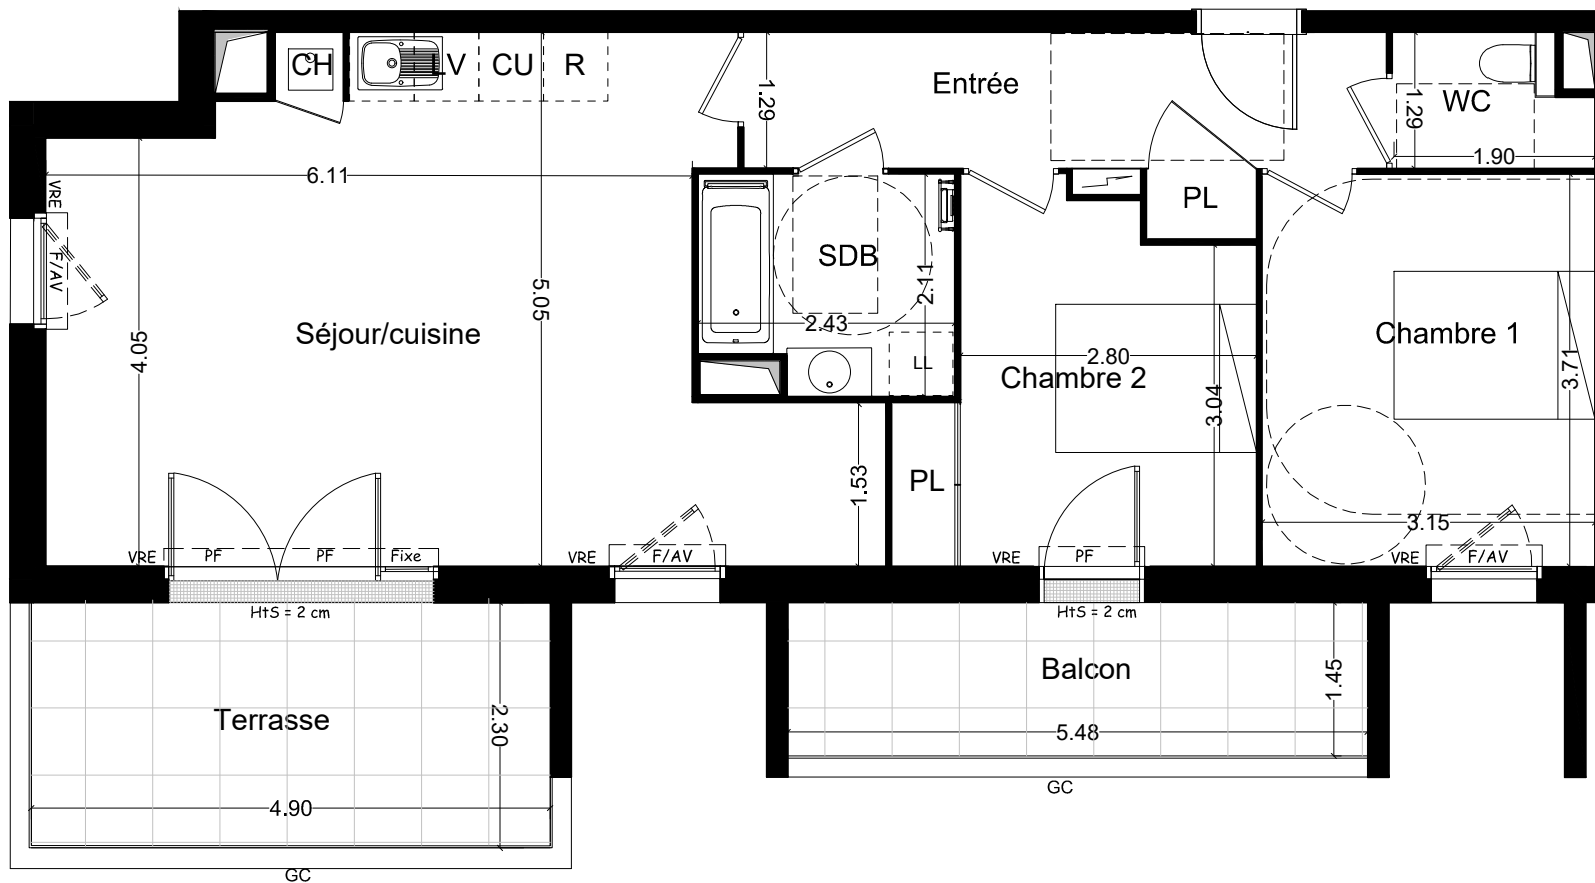 CH
LV
CU
R
Entrée
1.29
WC
1.29
1.90
6.11
VRE
F/AV
PL
SDB
2.11
2.43
LL
5.05
4.05
Séjour/cuisine
Chambre 1
3.71
2.80
Chambre 2
3.04
1.53
PL
3.15
VRE
PF
PF
Fixe
VRE
F/AV
VRE
PF
VRE
F/AV
HtS = 2 cm
HtS = 2 cm
Terrasse
2.30
4.90
GC
Balcon
1.45
5.48
GC